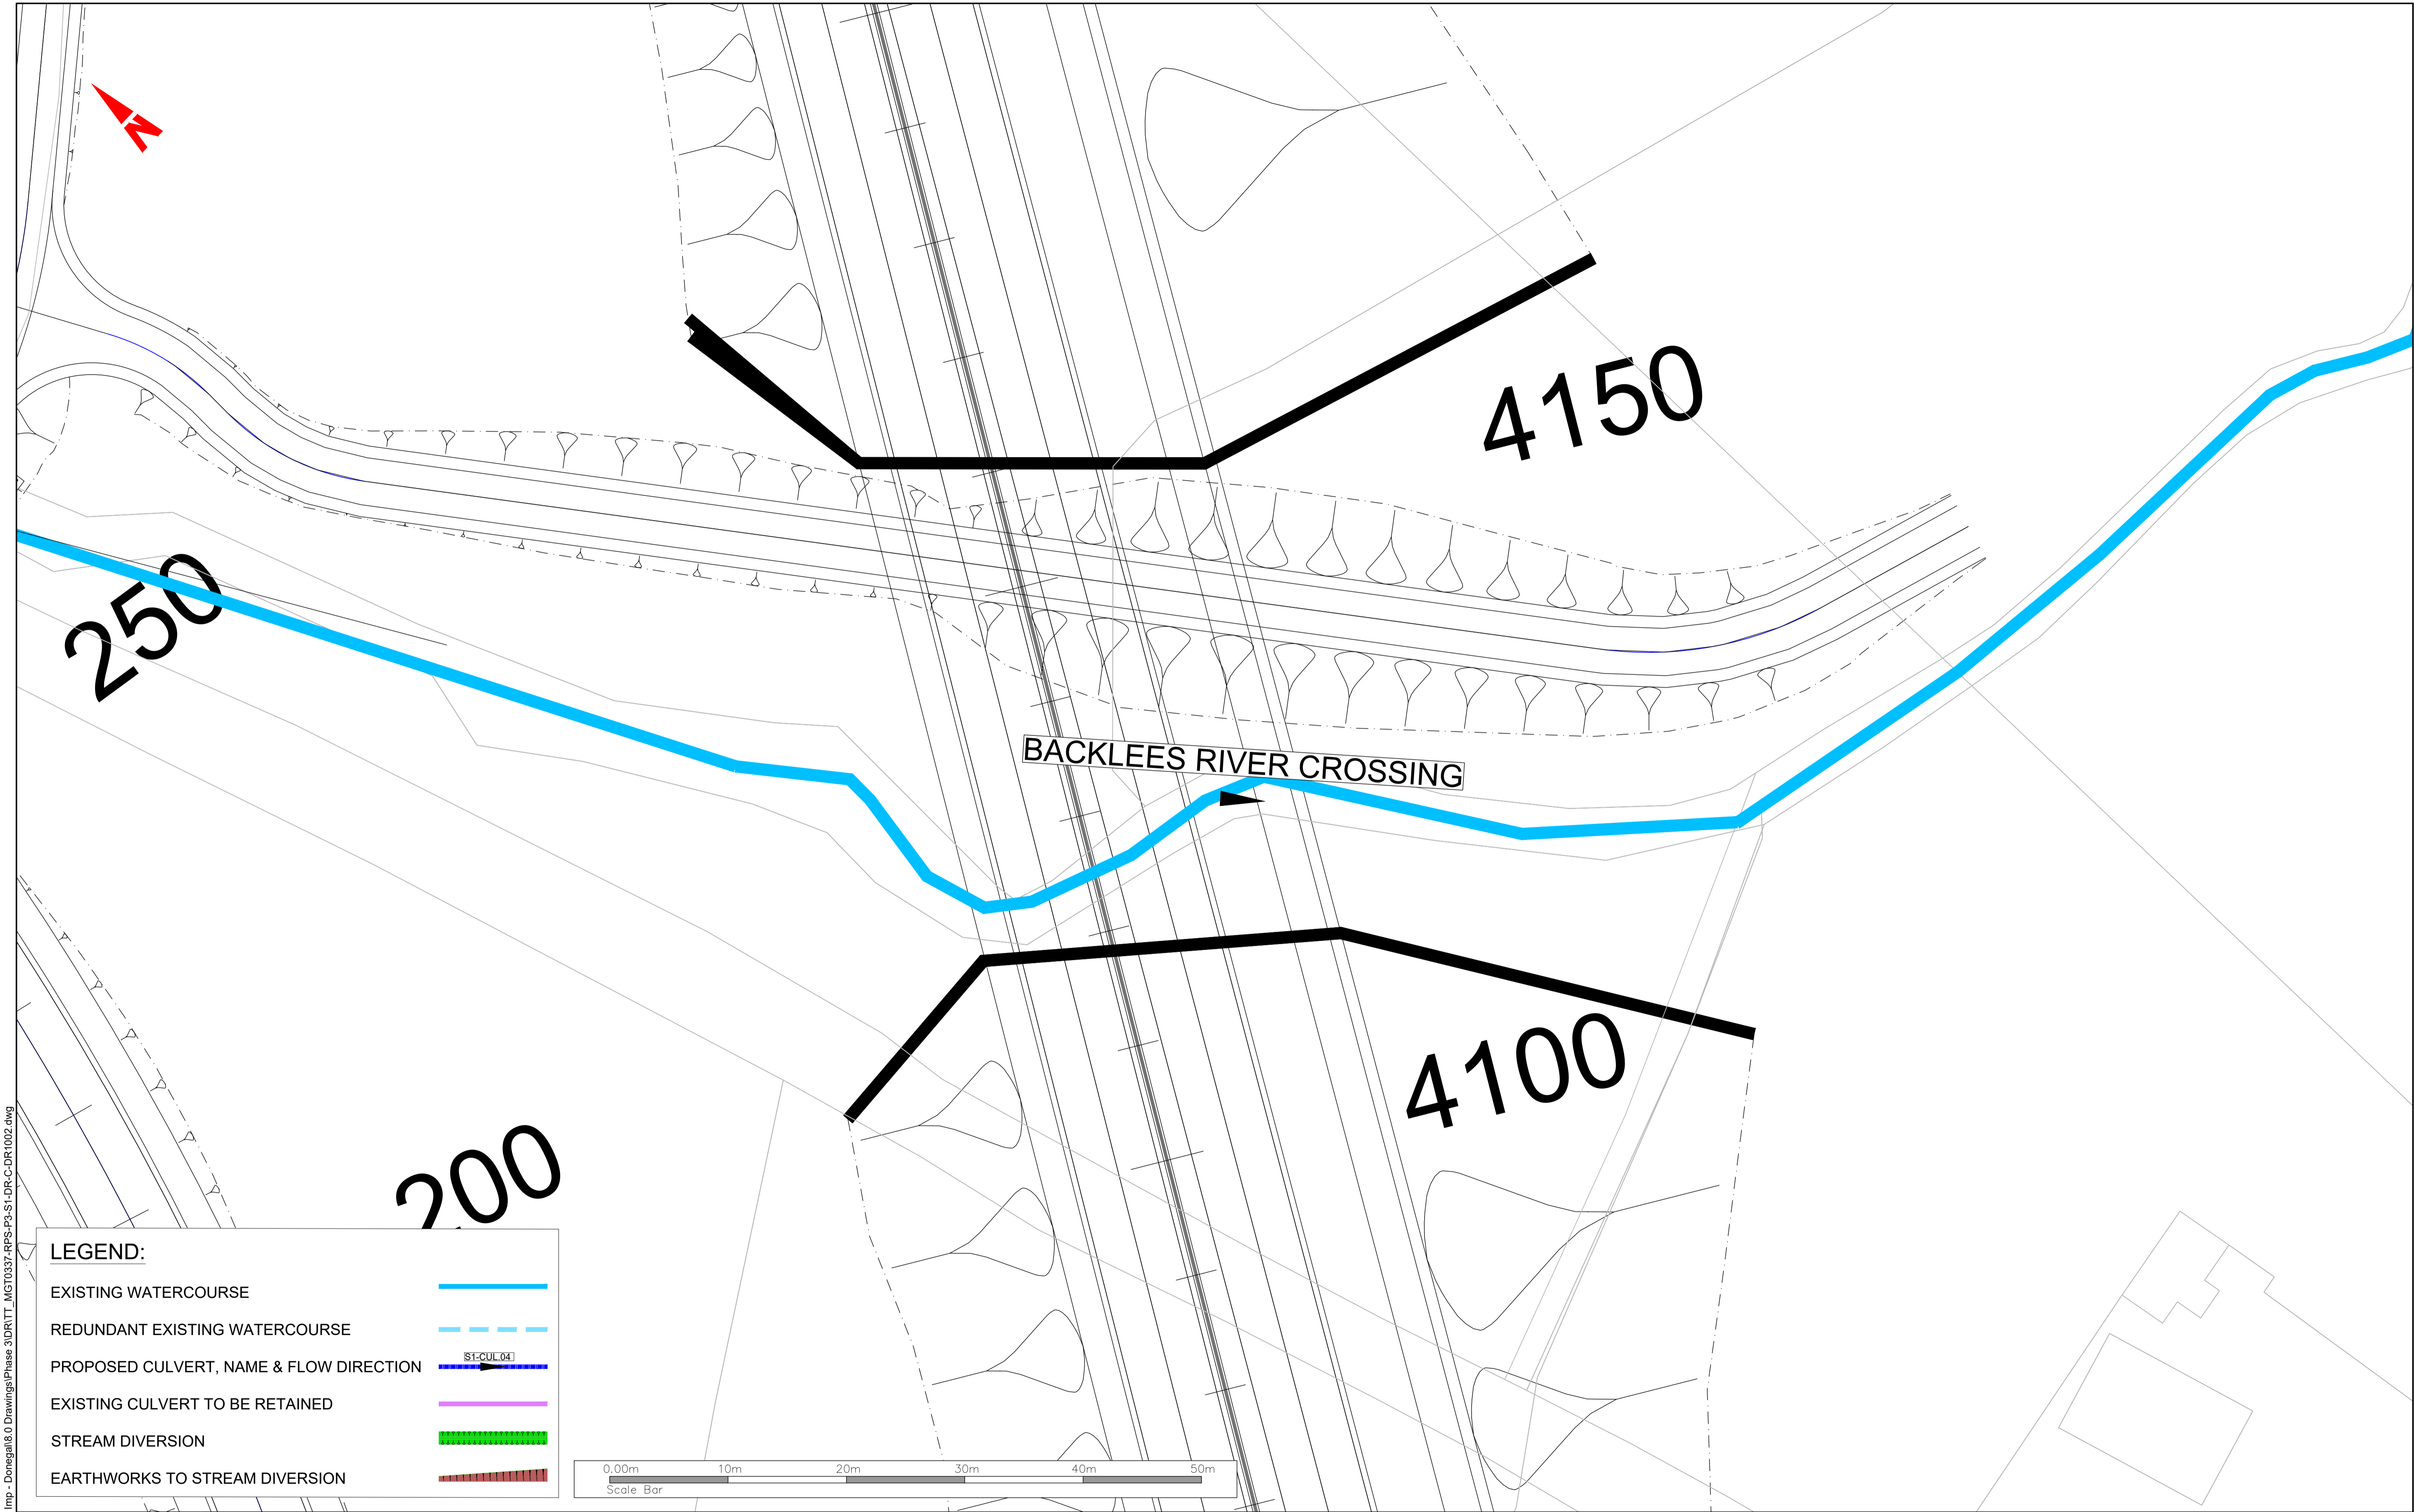 N
4150
250
BACKLEES RIVER CROSSING
4100
200
LEGEND:
EXISTING WATERCOURSE
REDUNDANT EXISTING WATERCOURSE
PROPOSED CULVERT, NAME & FLOW DIRECTION S1-CUL.04
EXISTING CULVERT TO BE RETAINED
STREAM DIVERSION
EARTHWORKS TO STREAM DIVERSION
0.00m 10m 20m 30m 40m 50m
Scale Bar
Imp - Donegal\8.0 Drawings\Phase 3\DR\TT_MGT0337-RPS-P3-S1-DR-C-DR1002.dwg